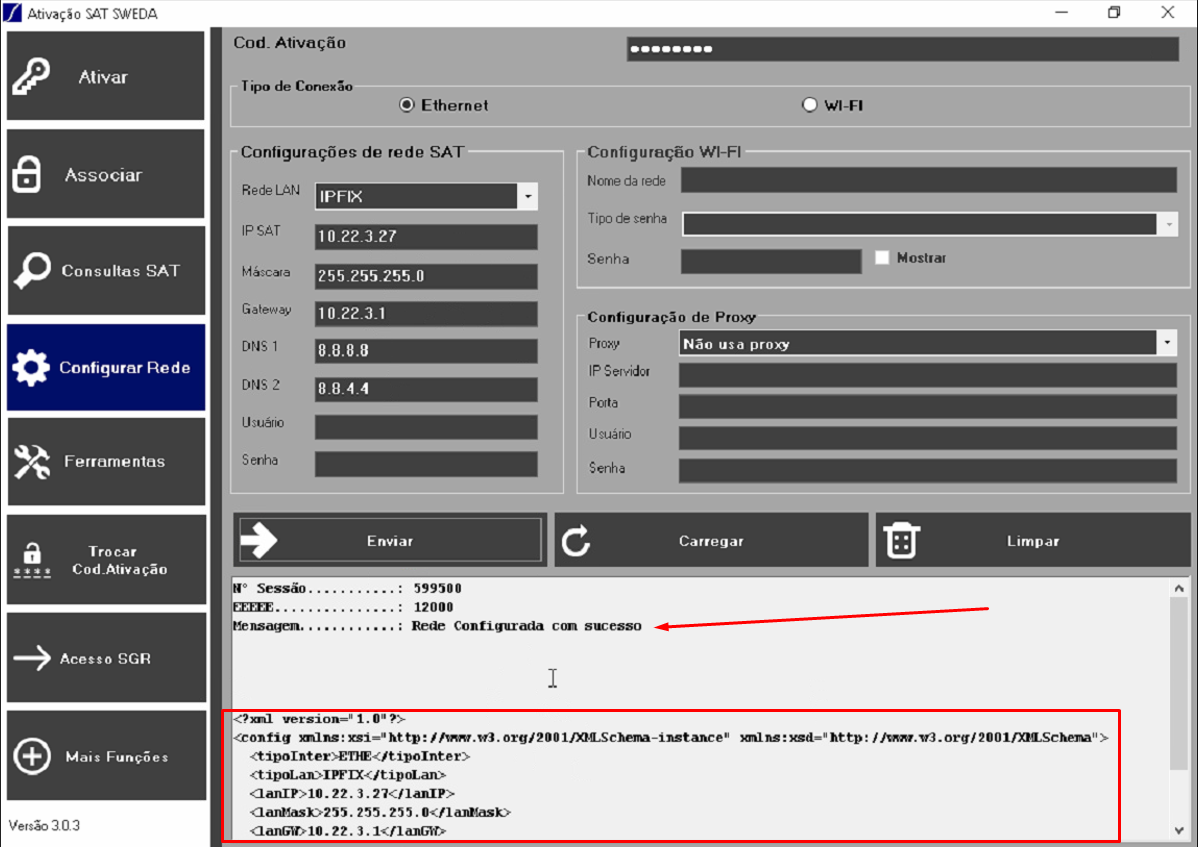 Ativação SAT SWEDA
Ativar
Associar
Consultas SAT
Configurar Rede
Ferramentas
Trocar
Cod.Ativação
Acesso SGR
Mais Funções
Versão 3.0.3
Cod. Ativação
Tipo de Conexão
Ethernet
WI-FI
Configurações de rede SAT
Rede LAN
IPFIX
IP SAT
10.22.3.27
Máscara
255.255.255.0
Gateway
10.22.3.1
DNS 1
8.8.8.8
DNS 2
8.8.4.4
Usuário
Senha
Configuração WI-FI
Nome da rede
Tipo de senha
Senha
Mostrar
Configuração de Proxy
Proxy
Não usa proxy
IP Servidor
Porta
Usuário
Senha
Enviar
Carregar
Limpar
N° Sessão...........: 599500
EEEEE...............: 12000
Mensagem............: Rede Configurada com sucesso
<?xml version="1.0"?>
<config xmlns:xsi="http://www.w3.org/2001/XMLSchema-instance" xmlns:xsd="http://www.w3.org/2001/XMLSchema">
<tipoInter>ETHE</tipoInter>
<tipoLan>IPFIX</tipoLan>
<lanIP>10.22.3.27</lanIP>
<lanMask>255.255.255.0</lanMask>
<lanGW>10.22.3.1</lanGW>